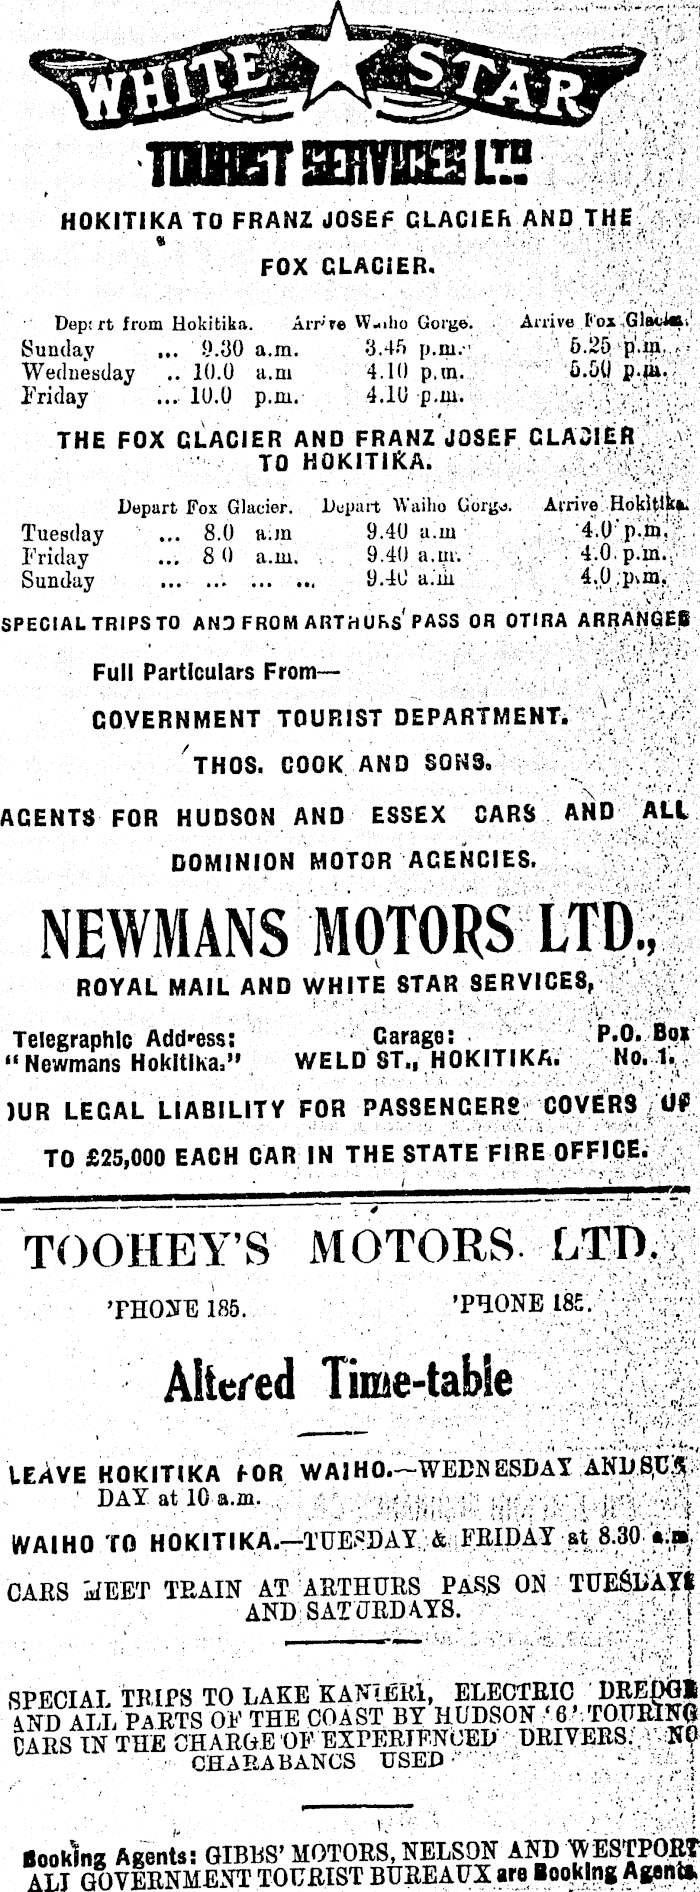 WHITE STAR
TOURIST SERVICES LTD
HOKITIKA TO FRANZ JOSEF GLACIER AND THE
FOX GLACIER.
Depart from Hokitika. Arrive Waiho Gorge. Arrive Fox Glacier.
Sunday ... 9.30 a.m. 3.45 p.m. 5.25 p.m.
Wednesday .. 10.0 a.m 4.10 p.m. 5.50 p.m.
Friday ... 10.0 p.m. 4.10 p.m.
THE FOX GLACIER AND FRANZ JOSEF GLACIER
TO HOKITIKA.
Depart Fox Glacier. Depart Waiho Gorge. Arrive Hokitika.
Tuesday ... 8.0 a.m 9.40 a.m 4.0 p.m.
Friday ... 8 0 a.m. 9.40 a.m. 4.0 p.m.
Sunday ... ... ... ... 9.40 a.m 4.0 p.m.
SPECIAL TRIPS TO AND FROM ARTHURS' PASS OR OTIRA ARRANGED
Full Particulars From—
GOVERNMENT TOURIST DEPARTMENT.
THOS. COOK AND SONS.
AGENTS FOR HUDSON AND ESSEX CARS AND ALL
DOMINION MOTOR AGENCIES.
NEWMANS MOTORS LTD.,
ROYAL MAIL AND WHITE STAR SERVICES,
Telegraphic Address: Garage: P.O. Box
"Newmans Hokitika." WELD ST., HOKITIKA. No. 1.
OUR LEGAL LIABILITY FOR PASSENGERS COVERS UP
TO £25,000 EACH CAR IN THE STATE FIRE OFFICE.
TOOHEY'S MOTORS. LTD.
'PHONE 185. 'PHONE 185.
Altered Time-table
LEAVE HOKITIKA FOR WAIHO.—WEDNESDAY AND SUN
DAY at 10 a.m.
WAIHO TO HOKITIKA.—TUESDAY & FRIDAY at 8.30 a.m.
CARS MEET TRAIN AT ARTHURS PASS ON TUESDAYS
AND SATURDAYS.
SPECIAL TRIPS TO LAKE KANIERI, ELECTRIC DREDGE
AND ALL PARTS OF THE COAST BY HUDSON '6' TOURING
CARS IN THE CHARGE OF EXPERIENCED DRIVERS. NO
CHARABANCS USED
Booking Agents: GIBBS' MOTORS, NELSON AND WESTPORT
ALL GOVERNMENT TOURIST BUREAUX are Booking Agents